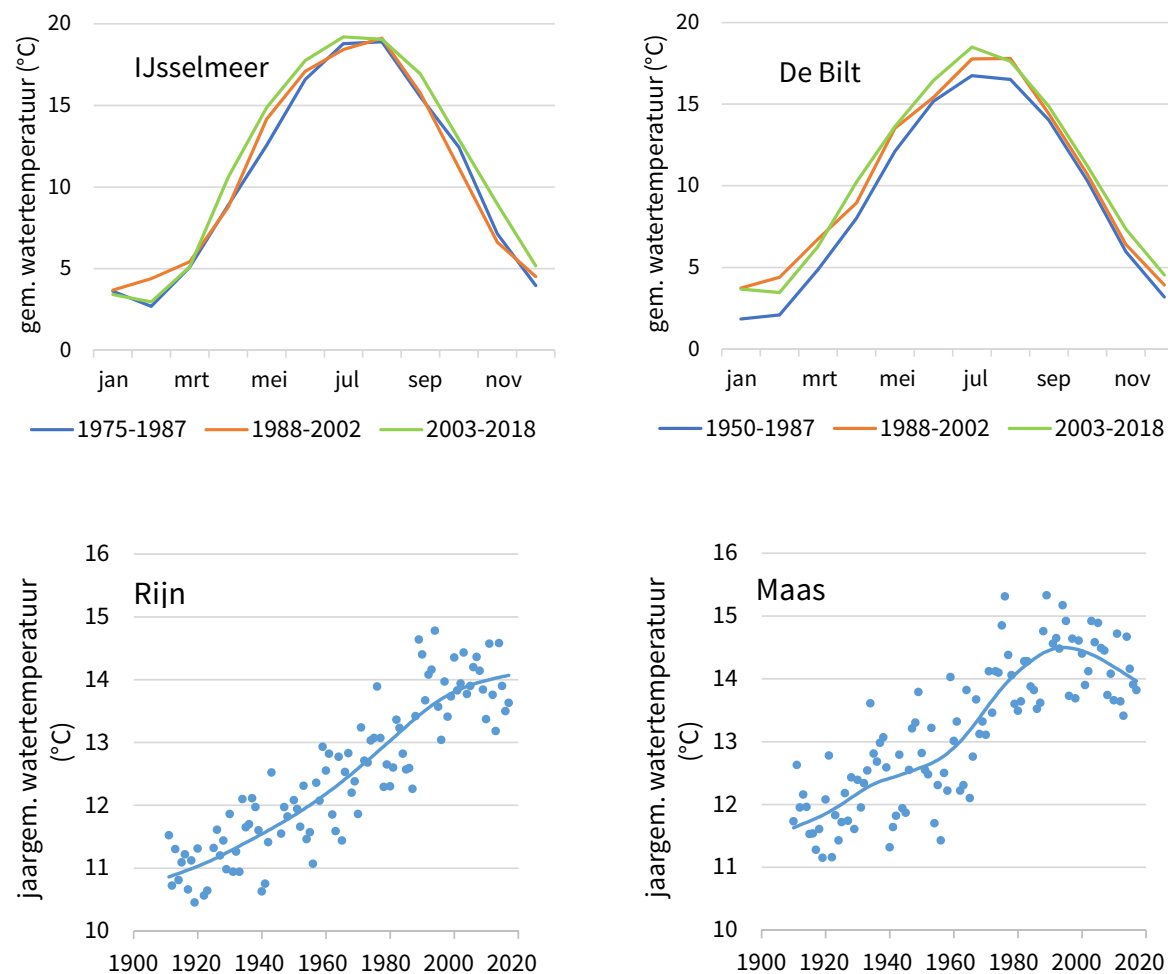 gem. watertemperatuur (°C)
20
15
10
5
0
IJsselmeer
jan mrt mei jul sep nov
1975-1987 1988-2002 2003-2018
gem. watertemperatuur (°C)
20
15
10
5
0
De Bilt
jan mrt mei jul sep nov
1950-1987 1988-2002 2003-2018
jaargem. watertemperatuur
(°C)
16
15
14
13
12
11
10
Rijn
1900 1920 1940 1960 1980 2000 2020
jaargem. watertemperatuur
(°C)
16
15
14
13
12
11
10
Maas
1900 1920 1940 1960 1980 2000 2020